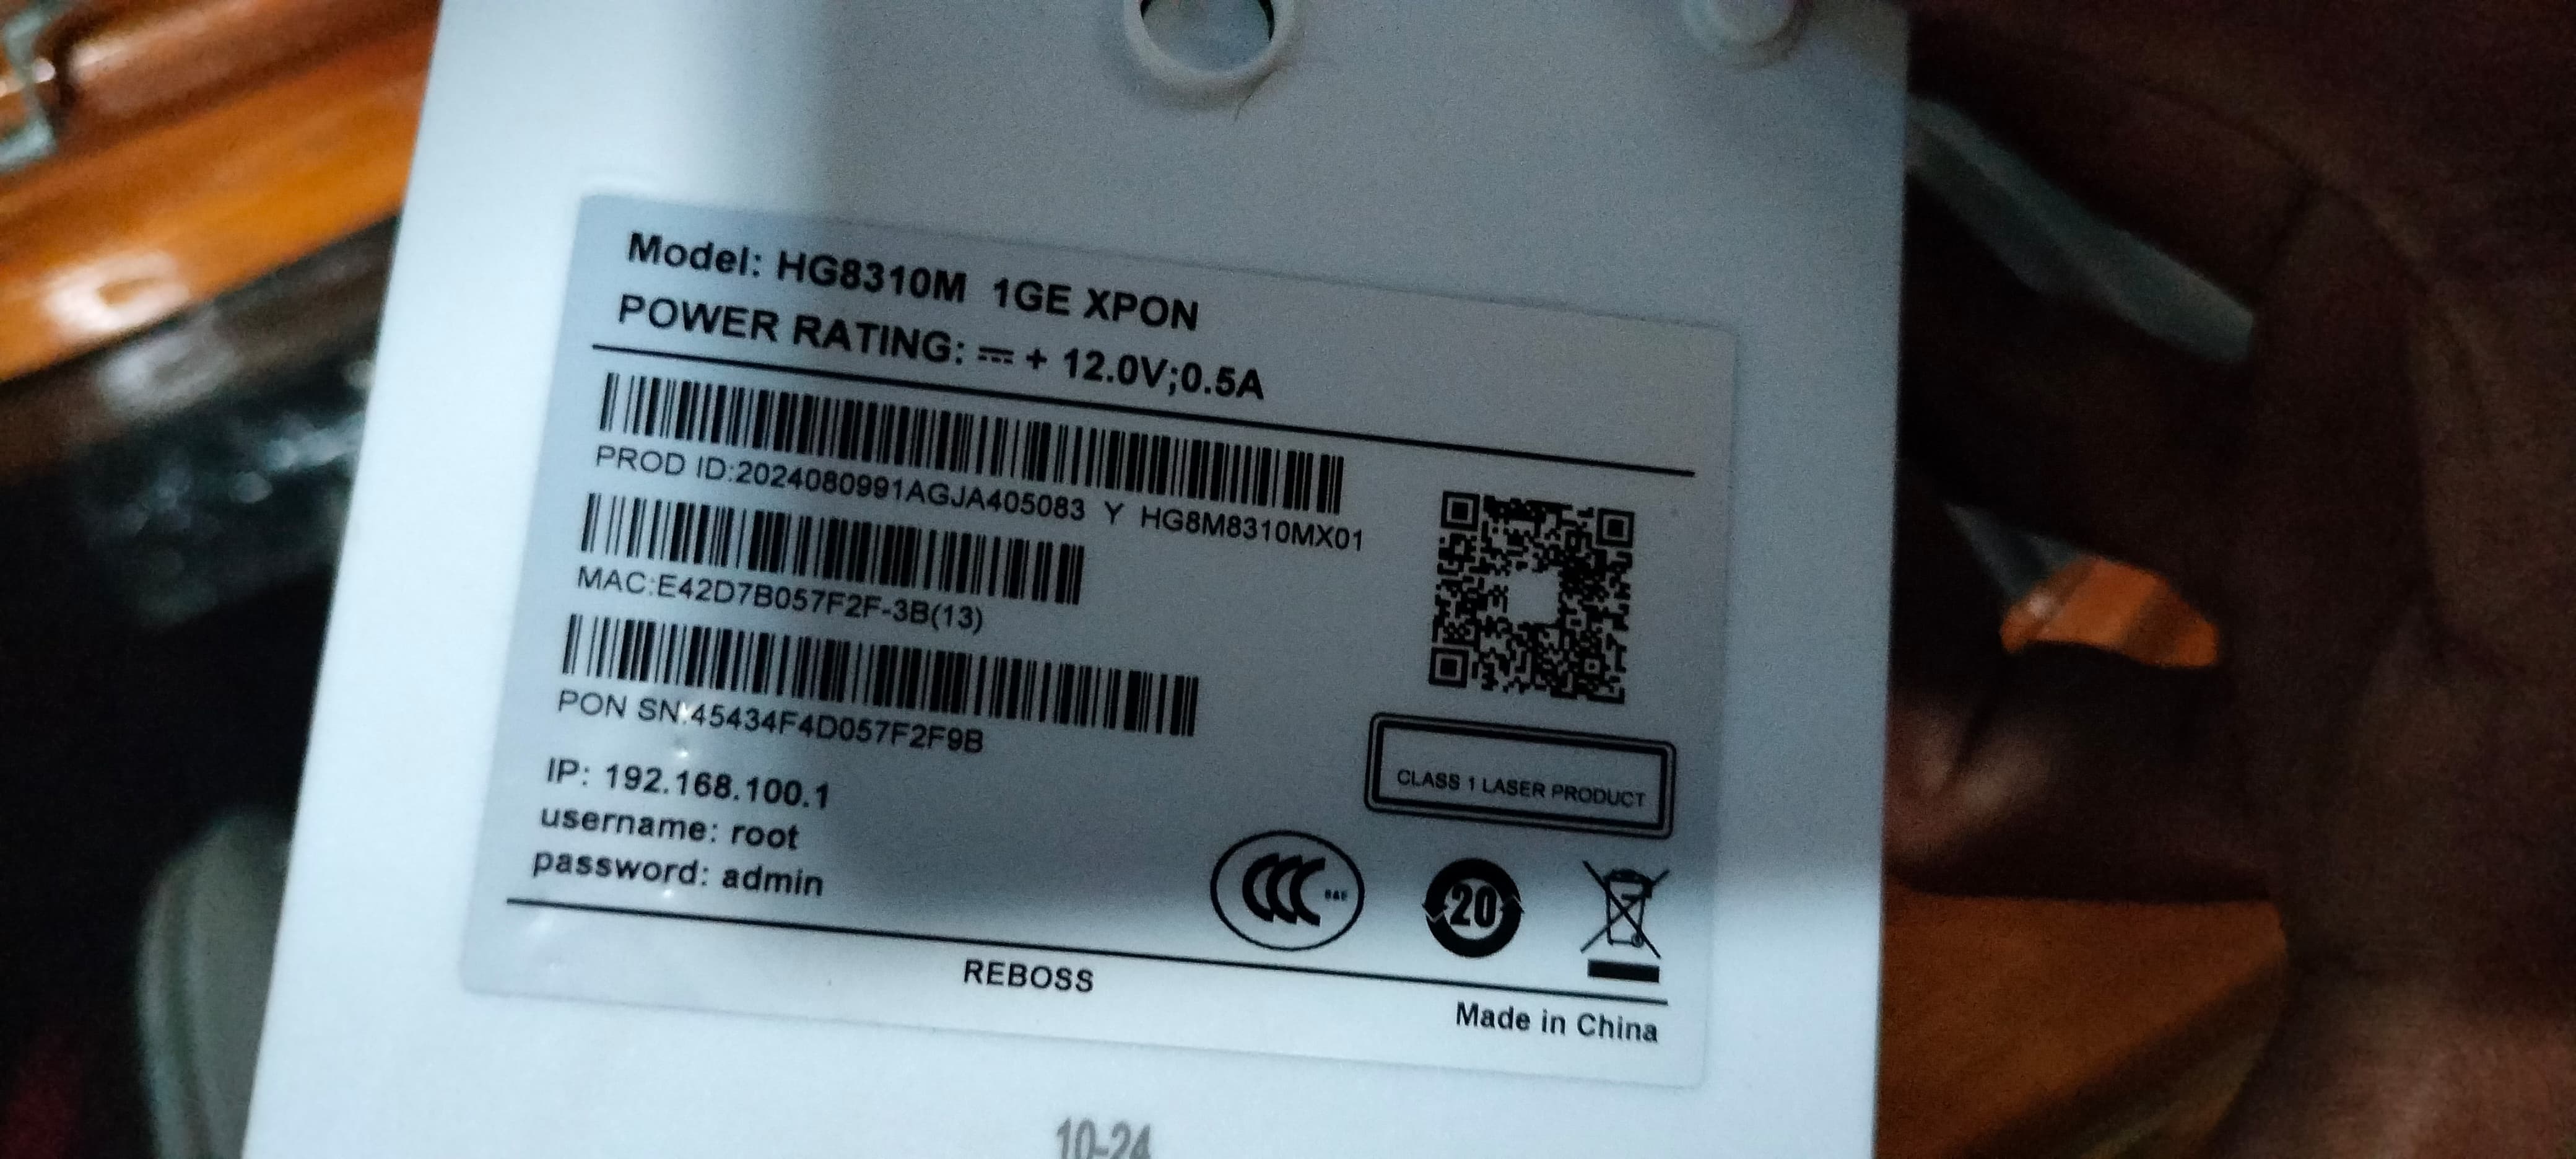 Model: HG8310M 1GE XPON
POWER RATING: ⎓ + 12.0V;0.5A
PROD ID:2024080991AGJA405083 Y HG8M8310MX01
MAC:E42D7B057F2F-3B(13)
PON SN:45434F4D057F2F9B
IP: 192.168.100.1
username: root
password: admin
CLASS 1 LASER PRODUCT
CCC
20
REBOSS
Made in China
10-24